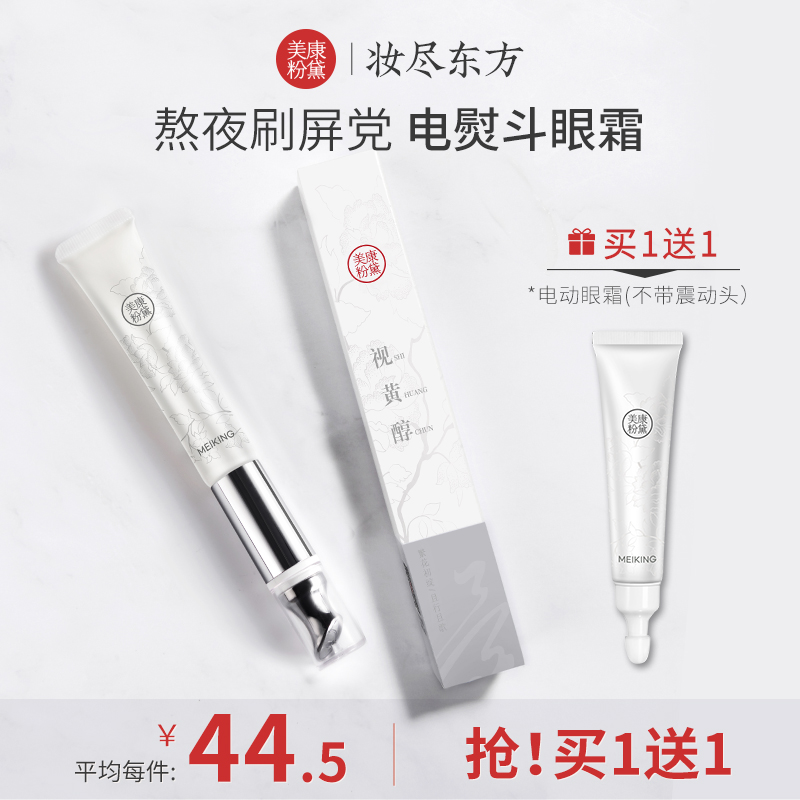 美康
粉黛
妆尽东方
熬夜刷屏党 电熨斗眼霜
美康
粉黛
MEIKING
美康
粉黛
视 SHI
黄 HUANG
醇 CHUN
买1送1
*电动眼霜(不带震动头)
美康
粉黛
MEIKING
平均每件: ¥44.5
抢!买1送1